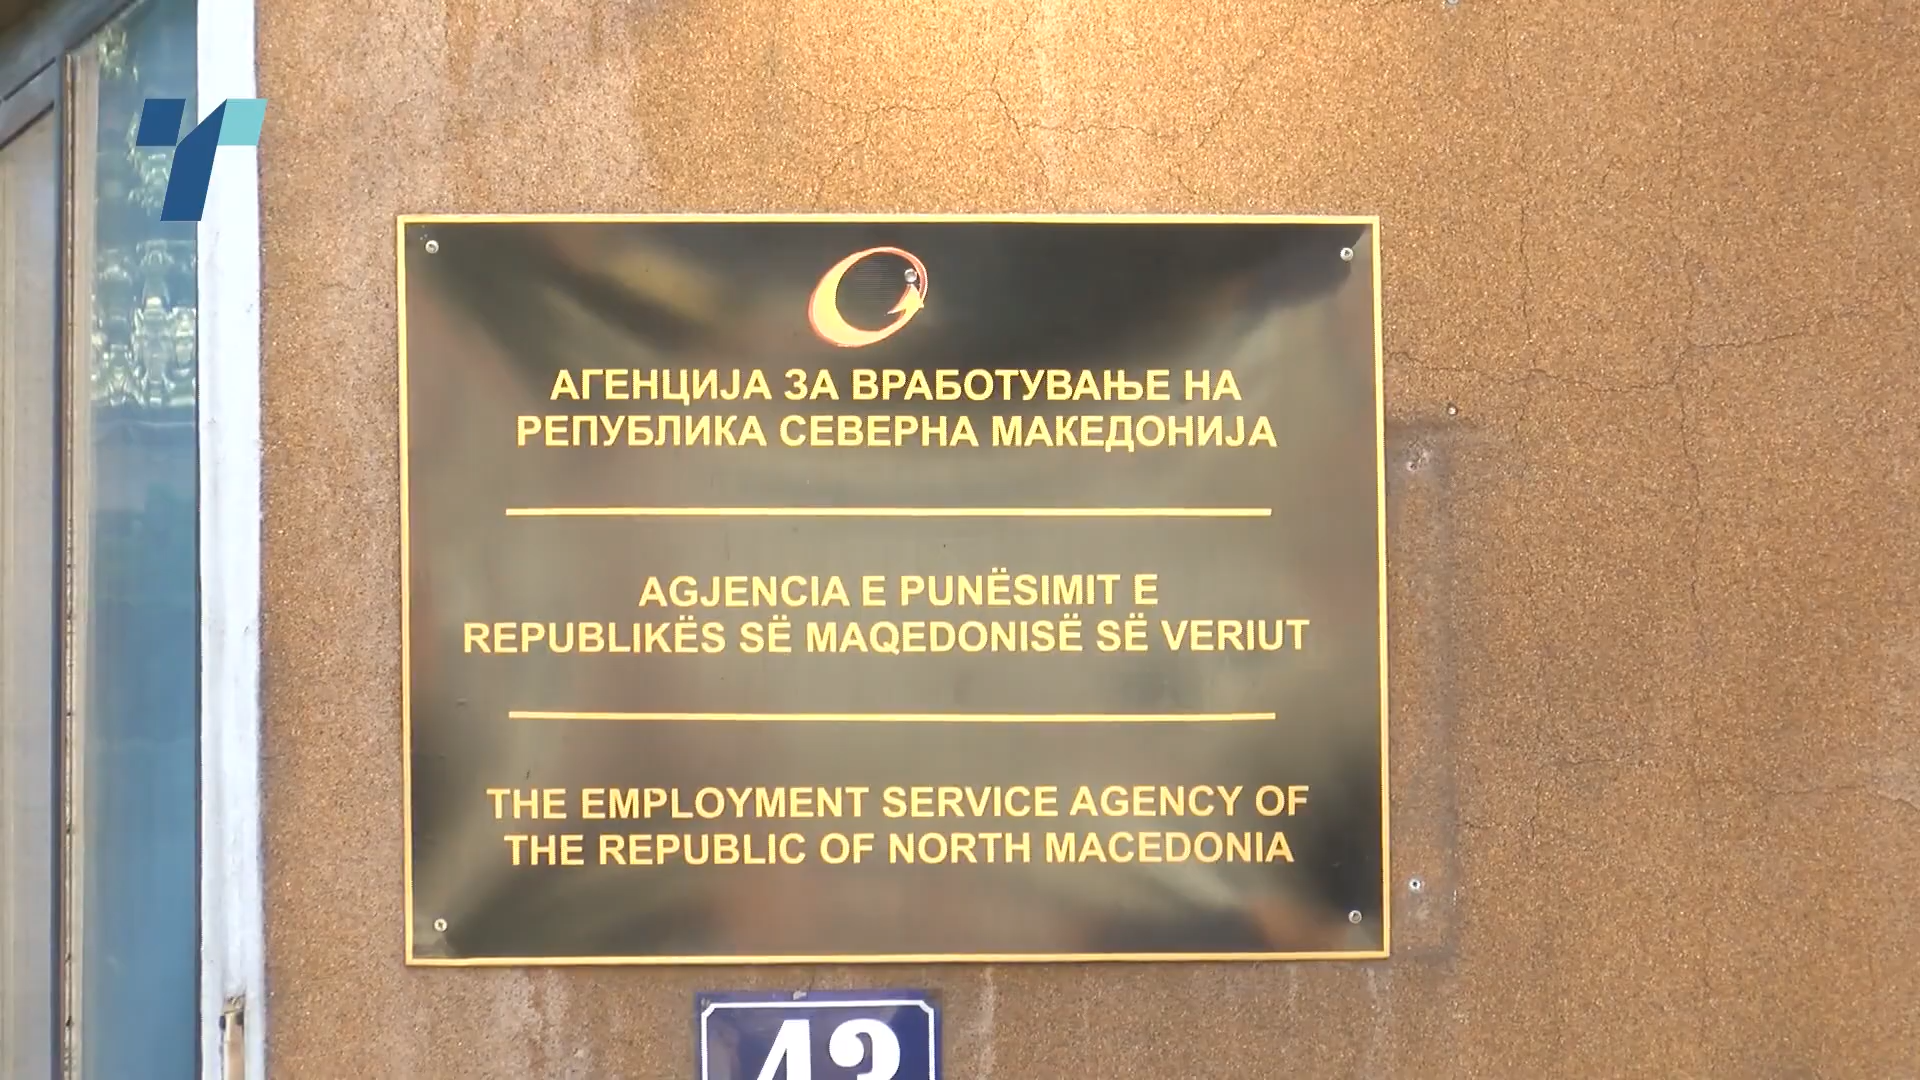 АГЕНЦИЈА ЗА ВРАБОТУВАЊЕ НА
РЕПУБЛИКА СЕВЕРНА МАКЕДОНИЈА
AGJENCIA E PUNËSIMIT E
REPUBLIKËS SË MAQEDONISË SË VERIUT
THE EMPLOYMENT SERVICE AGENCY OF
THE REPUBLIC OF NORTH MACEDONIA
43